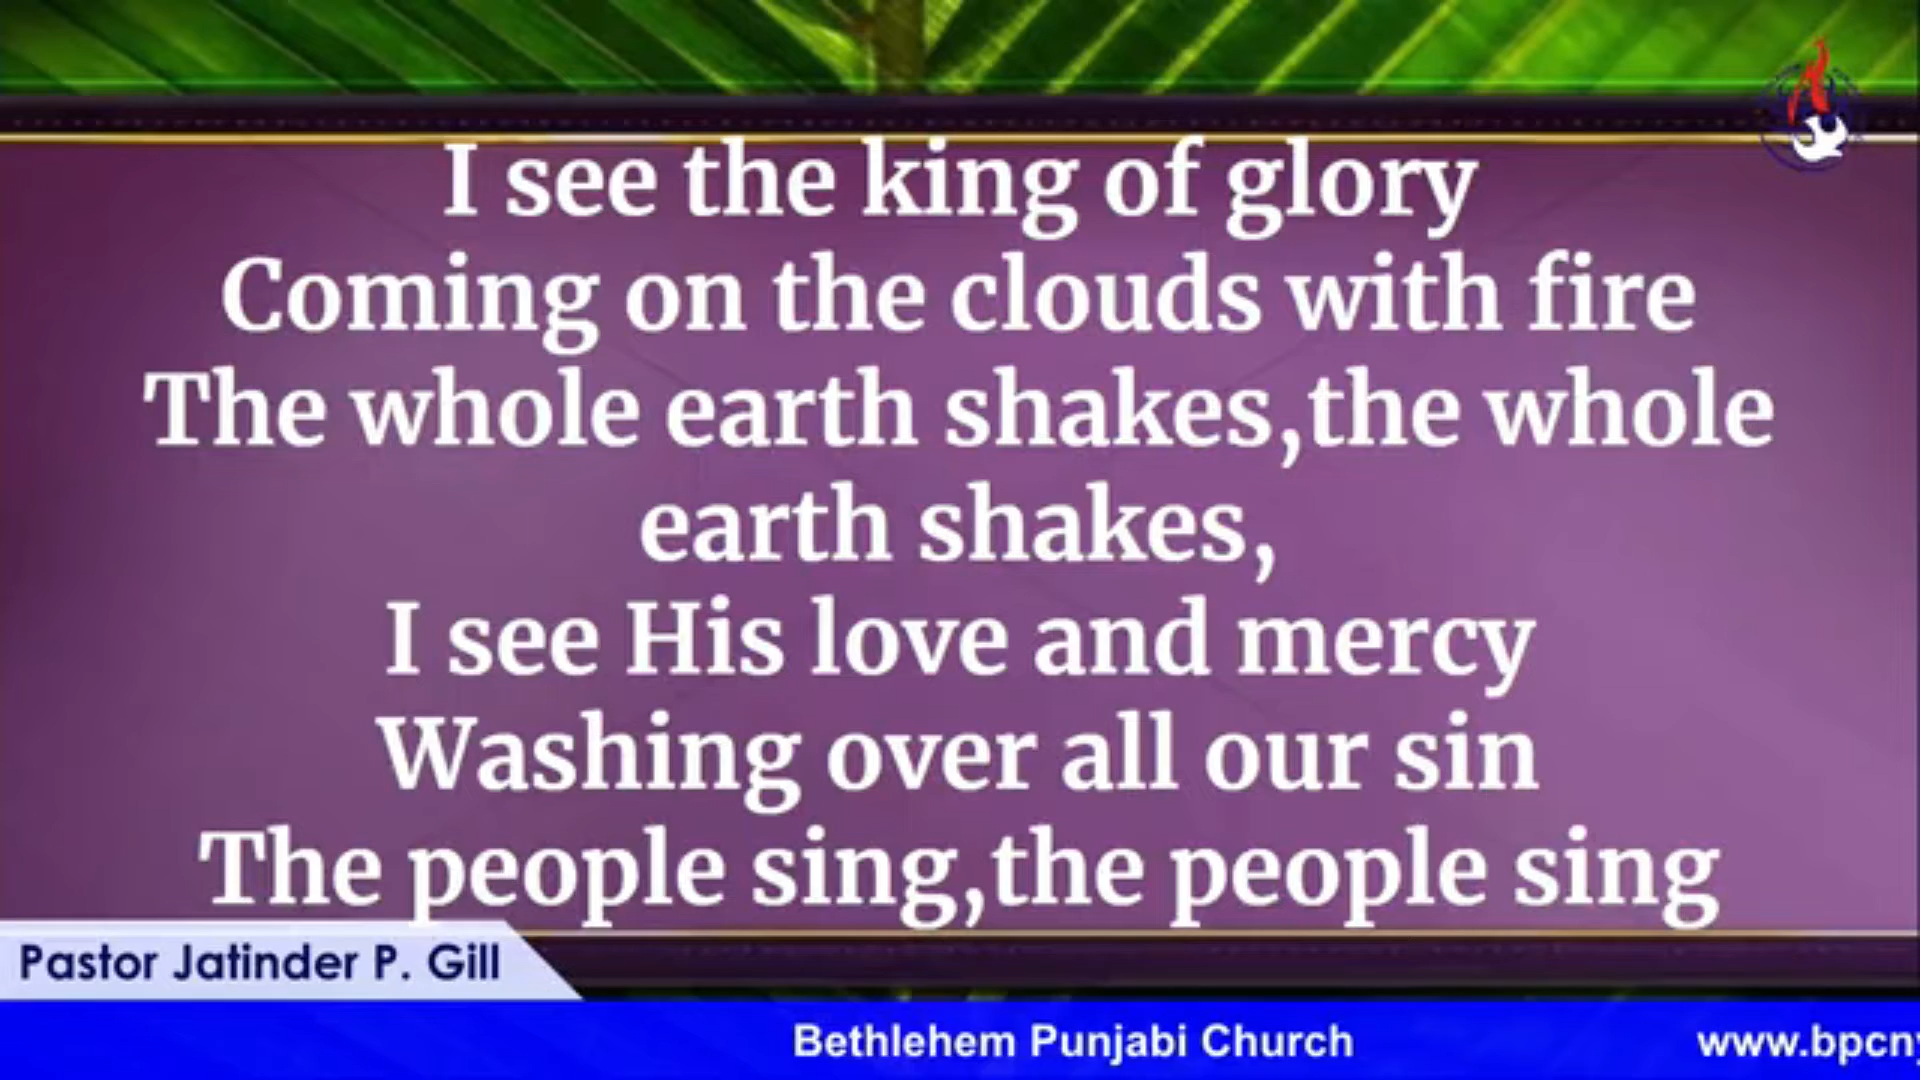 I see the king of glory
Coming on the clouds with fire
The whole earth shakes,the whole
earth shakes,
I see His love and mercy
Washing over all our sin
The people sing,the people sing
Pastor Jatinder P. Gill
Bethlehem Punjabi Church
www.bpcny